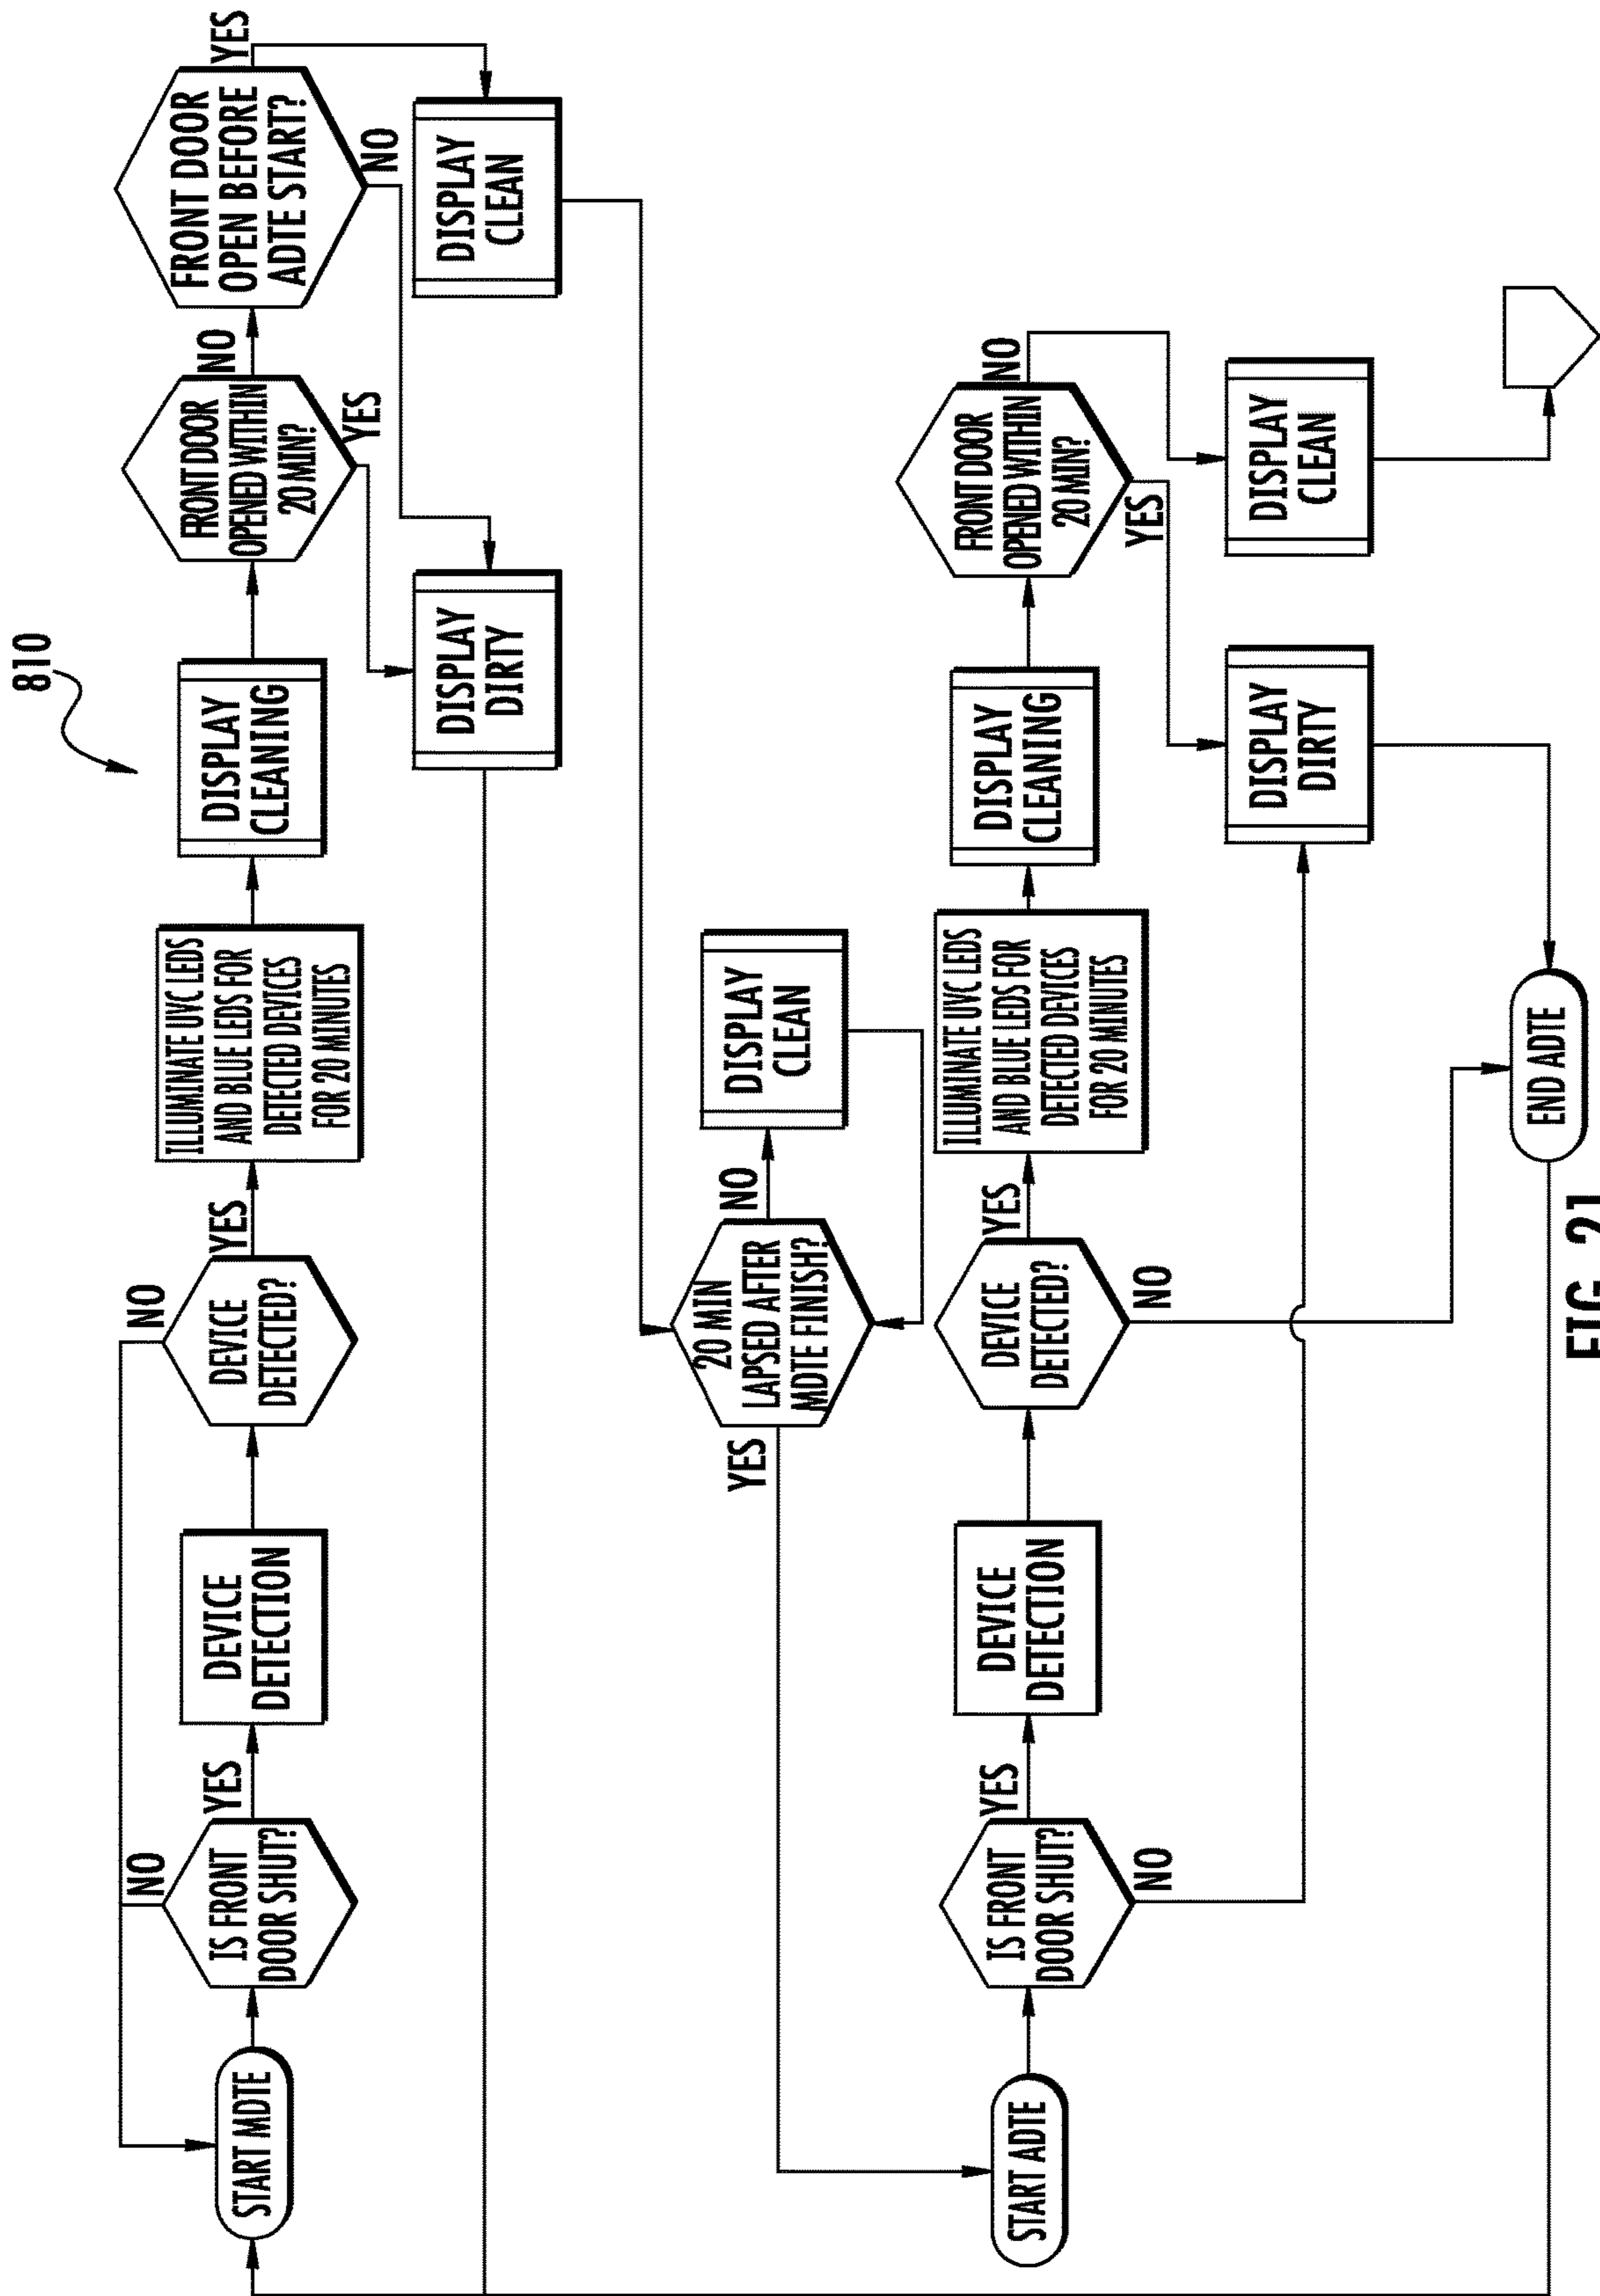 810
START MDTE
IS FRONT
DOOR SHUT?
NO
YES
DEVICE
DETECTION
DEVICE
DETECTED?
NO
YES
ILLUMINATE UVC LEDS
AND BLUE LEDS FOR
DETECTED DEVICES
FOR 20 MINUTES
DISPLAY
CLEANING
FRONT DOOR
OPENED WITHIN
20 MIN?
NO
YES
FRONT DOOR
OPEN BEFORE
ADTE START?
YES
NO
DISPLAY
DIRTY
DISPLAY
CLEAN
20 MIN
LAPSED AFTER
MDTE FINISH?
YES
NO
DISPLAY
CLEAN
START ADTE
IS FRONT
DOOR SHUT?
YES
NO
DEVICE
DETECTION
DEVICE
DETECTED?
YES
NO
ILLUMINATE UVC LEDS
AND BLUE LEDS FOR
DETECTED DEVICES
FOR 20 MINUTES
DISPLAY
CLEANING
FRONT DOOR
OPENED WITHIN
20 MIN?
NO
YES
DISPLAY
DIRTY
DISPLAY
CLEAN
END ADTE
FIG. 21